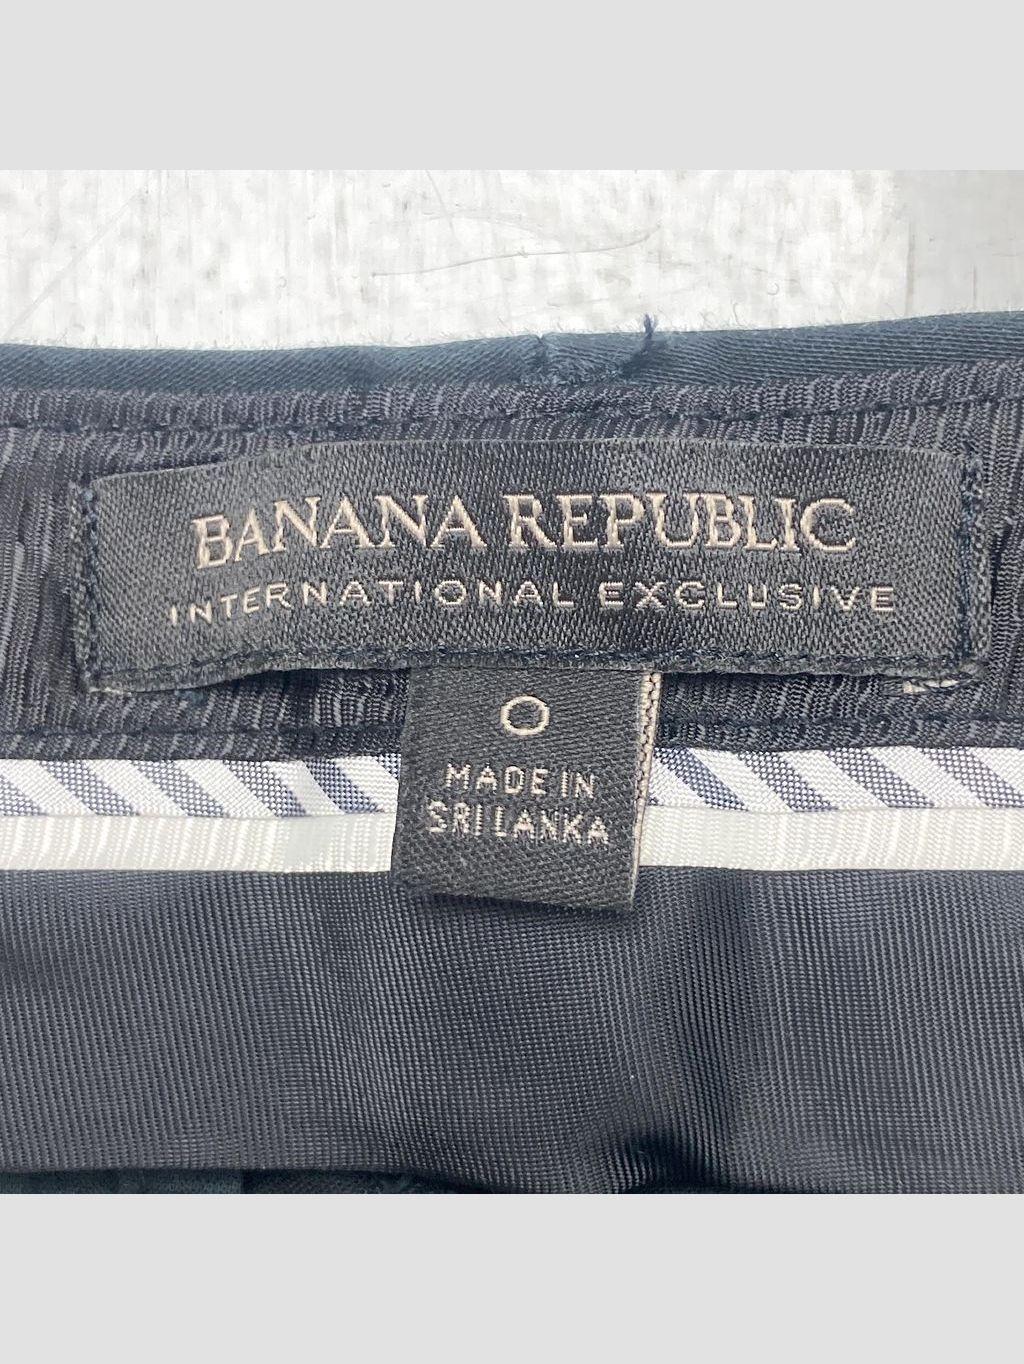 BANANA REPUBLIC
INTERNATIONAL EXCLUSIVE
0
MADE IN
SRI LANKA